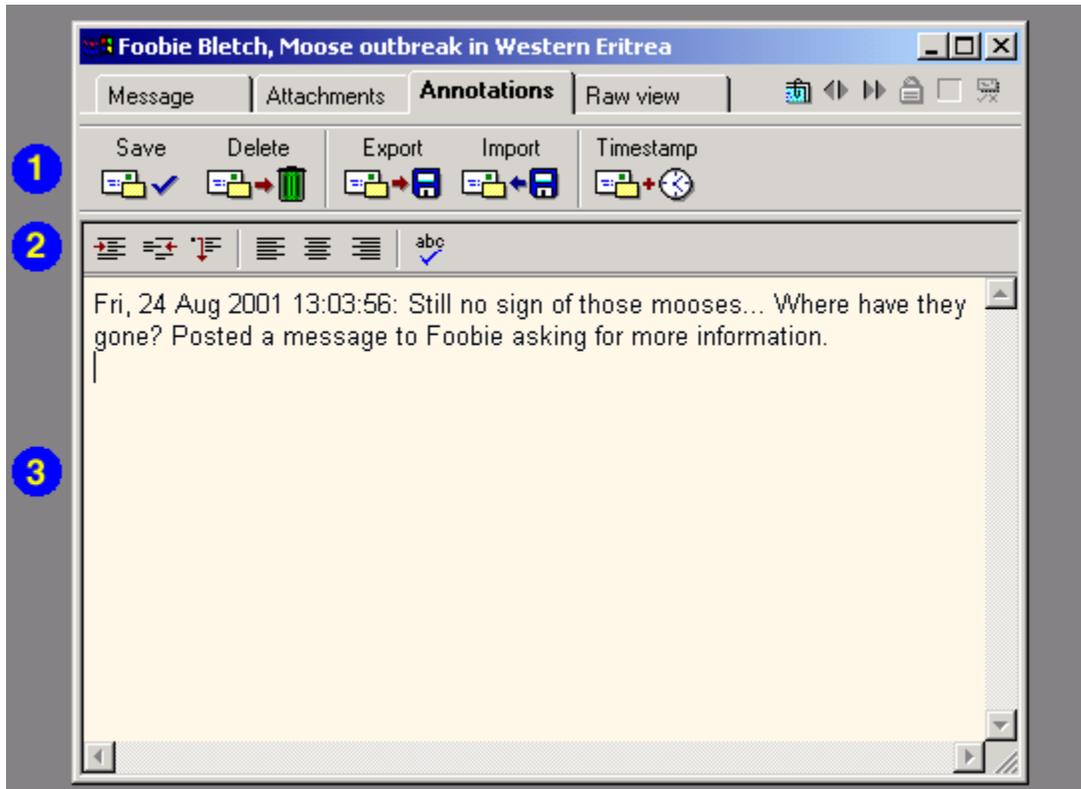 Foobie Bletch, Moose outbreak in Western Eritrea
Message Attachments Annotations Raw view
1
Save Delete Export Import Timestamp
2
abc
Fri, 24 Aug 2001 13:03:56: Still no sign of those mooses... Where have they
gone? Posted a message to Foobie asking for more information.
3